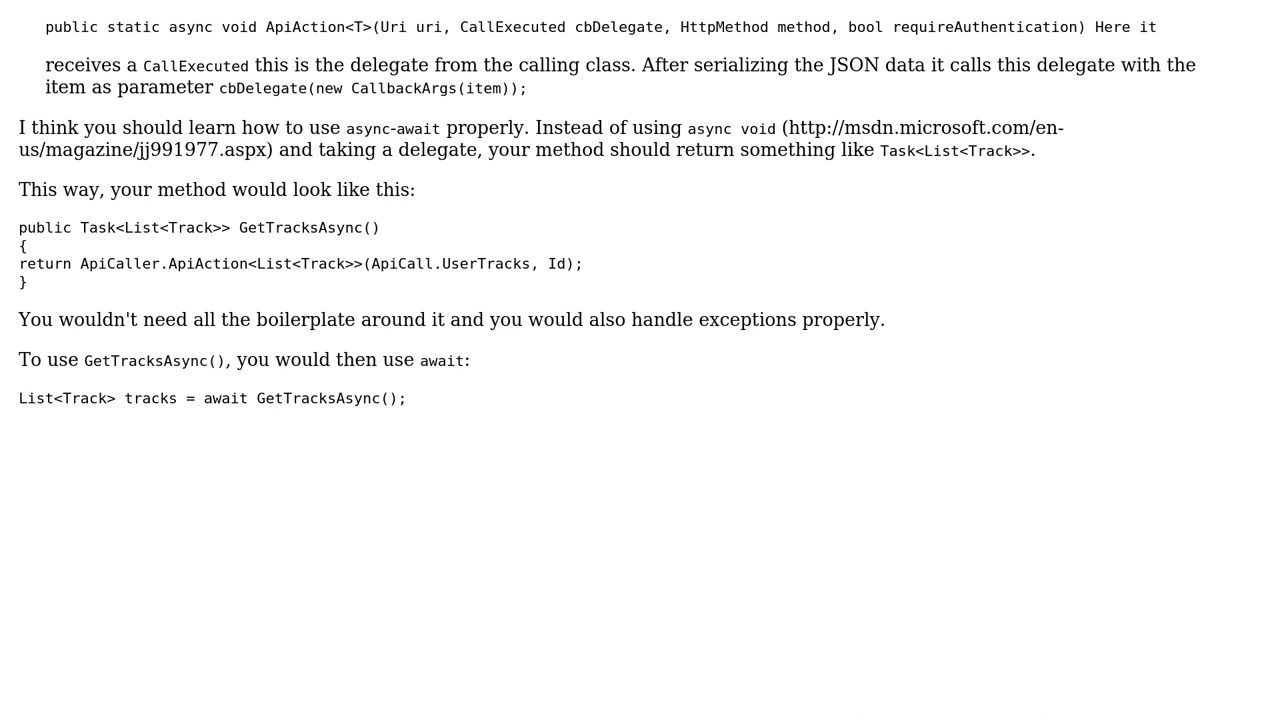 public static async void ApiAction<T>(Uri uri, CallExecuted cbDelegate, HttpMethod method, bool requireAuthentication) Here it
receives a CallExecuted this is the delegate from the calling class. After serializing the JSON data it calls this delegate with the
item as parameter cbDelegate(new CallbackArgs(item));
I think you should learn how to use async-await properly. Instead of using async void (http://msdn.microsoft.com/en-
us/magazine/jj991977.aspx) and taking a delegate, your method should return something like Task<List<Track>>.
This way, your method would look like this:
public Task<List<Track>> GetTracksAsync()
{
return ApiCaller.ApiAction<List<Track>>(ApiCall.UserTracks, Id);
}
You wouldn't need all the boilerplate around it and you would also handle exceptions properly.
To use GetTracksAsync(), you would then use await:
List<Track> tracks = await GetTracksAsync();